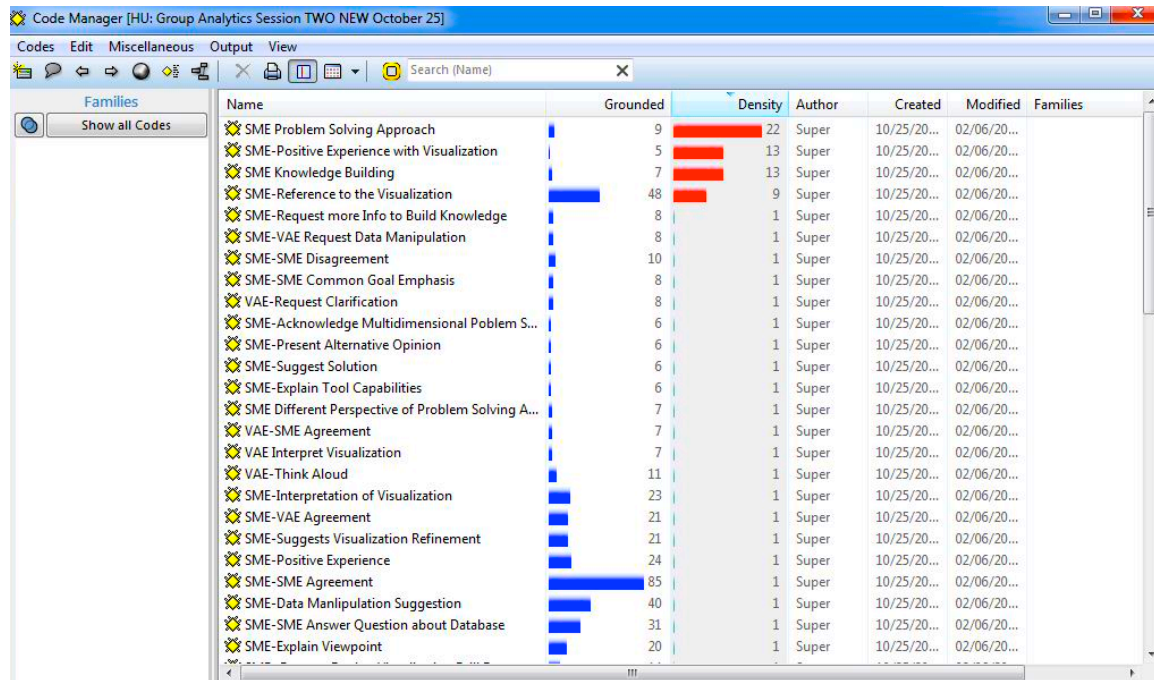 Code Manager [HU: Group Analytics Session TWO NEW October 25]
Codes Edit Miscellaneous Output View
Search (Name)
Families
Show all Codes
Name Grounded Density Author Created Modified Families
SME Problem Solving Approach 9 22 Super 10/25/20... 02/06/20...
SME-Positive Experience with Visualization 5 13 Super 10/25/20... 02/06/20...
SME Knowledge Building 7 13 Super 10/25/20... 02/06/20...
SME-Reference to the Visualization 48 9 Super 10/25/20... 02/06/20...
SME-Request more Info to Build Knowledge 8 1 Super 10/25/20... 02/06/20...
SME-VAE Request Data Manipulation 8 1 Super 10/25/20... 02/06/20...
SME-SME Disagreement 10 1 Super 10/25/20... 02/06/20...
SME-SME Common Goal Emphasis 8 1 Super 10/25/20... 02/06/20...
VAE-Request Clarification 8 1 Super 10/25/20... 02/06/20...
SME-Acknowledge Multidimensional Poblem S... 6 1 Super 10/25/20... 02/06/20...
SME-Present Alternative Opinion 6 1 Super 10/25/20... 02/06/20...
SME-Suggest Solution 6 1 Super 10/25/20... 02/06/20...
SME-Explain Tool Capabilities 6 1 Super 10/25/20... 02/06/20...
SME Different Perspective of Problem Solving A... 7 1 Super 10/25/20... 02/06/20...
VAE-SME Agreement 7 1 Super 10/25/20... 02/06/20...
VAE Interpret Visualization 7 1 Super 10/25/20... 02/06/20...
VAE-Think Aloud 11 1 Super 10/25/20... 02/06/20...
SME-Interpretation of Visualization 23 1 Super 10/25/20... 02/06/20...
SME-VAE Agreement 21 1 Super 10/25/20... 02/06/20...
SME-Suggests Visualization Refinement 21 1 Super 10/25/20... 02/06/20...
SME-Positive Experience 24 1 Super 10/25/20... 02/06/20...
SME-SME Agreement 85 1 Super 10/25/20... 02/06/20...
SME-Data Manlipulation Suggestion 40 1 Super 10/25/20... 02/06/20...
SME-SME Answer Question about Database 31 1 Super 10/25/20... 02/06/20...
SME-Explain Viewpoint 20 1 Super 10/25/20... 02/06/20...